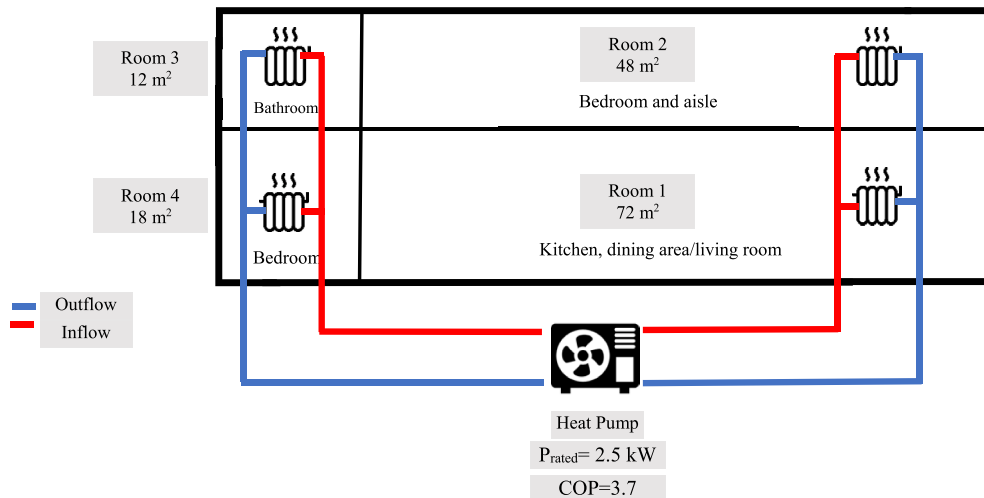 Room 3
12 m²
Room 2
48 m²
Bathroom
Bedroom and aisle
Room 4
18 m²
Room 1
72 m²
Bedroom
Kitchen, dining area/living room
Outflow
Inflow
Heat Pump
Prated= 2.5 kW
COP=3.7